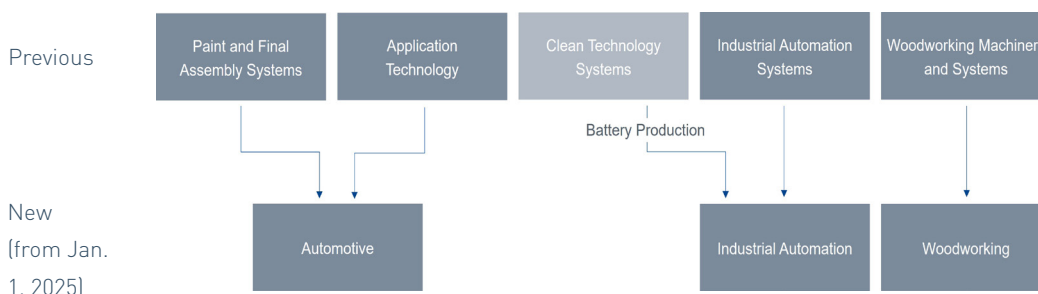 Previous
Paint and Final
Assembly Systems
Application
Technology
Clean Technology
Systems
Industrial Automation
Systems
Woodworking Machiner
and Systems
Battery Production
New
(from Jan.
1, 2025)
Automotive
Industrial Automation
Woodworking